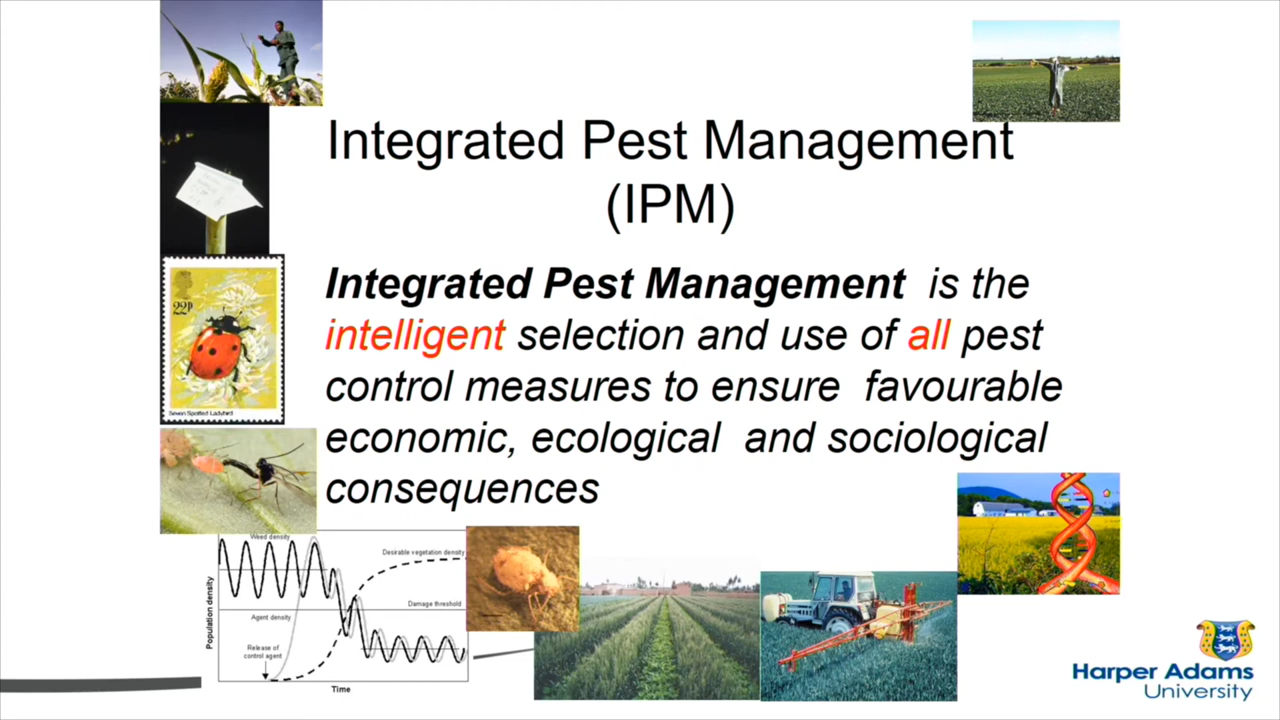 Integrated Pest Management
(IPM)
Integrated Pest Management is the
intelligent selection and use of all pest
control measures to ensure favourable
economic, ecological and sociological
consequences
22P
Seven Spotted Ladybird
Weed density
Desirable vegetation density
Damage threshold
Agent density
Release of
control agent
Population density
Time
Harper Adams
University